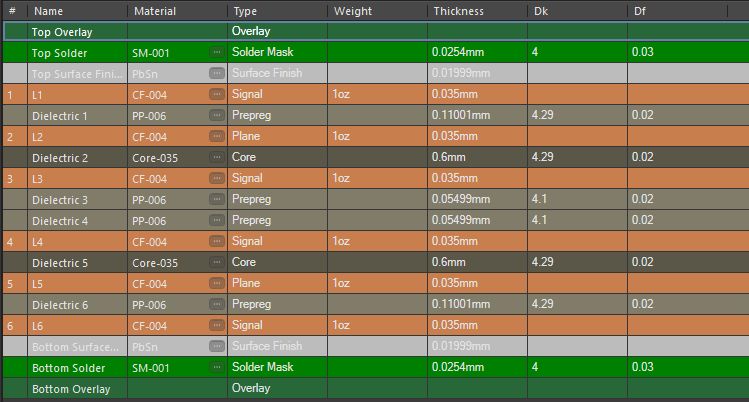 # Name Material Type Weight Thickness Dk Df
Top Overlay Overlay
Top Solder SM-001 ... Solder Mask 0.0254mm 4 0.03
Top Surface Fini... PbSn ... Surface Finish 0.01999mm
1 L1 CF-004 ... Signal 1oz 0.035mm
Dielectric 1 PP-006 ... Prepreg 0.11001mm 4.29 0.02
2 L2 CF-004 ... Plane 1oz 0.035mm
Dielectric 2 Core-035 ... Core 0.6mm 4.29 0.02
3 L3 CF-004 ... Signal 1oz 0.035mm
Dielectric 3 PP-006 ... Prepreg 0.05499mm 4.1 0.02
Dielectric 4 PP-006 ... Prepreg 0.05499mm 4.1 0.02
4 L4 CF-004 ... Signal 1oz 0.035mm
Dielectric 5 Core-035 ... Core 0.6mm 4.29 0.02
5 L5 CF-004 ... Plane 1oz 0.035mm
Dielectric 6 PP-006 ... Prepreg 0.11001mm 4.29 0.02
6 L6 CF-004 ... Signal 1oz 0.035mm
Bottom Surface... PbSn ... Surface Finish 0.01999mm
Bottom Solder SM-001 ... Solder Mask 0.0254mm 4 0.03
Bottom Overlay Overlay